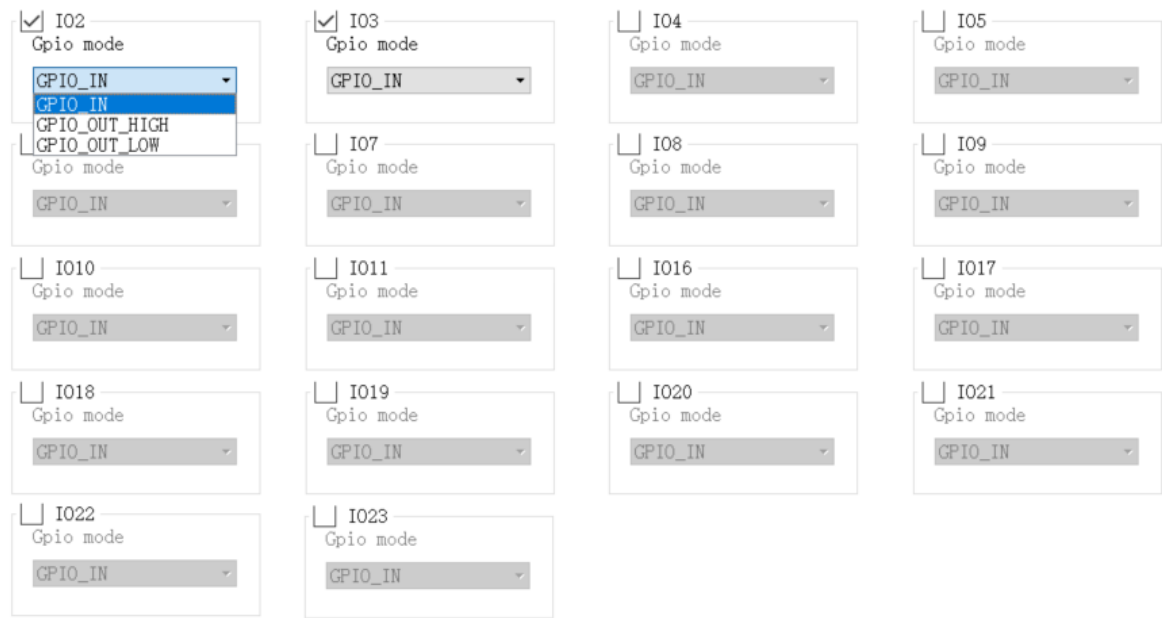 IO2
Gpio mode
GPIO_IN
GPIO_IN
GPIO_OUT_HIGH
GPIO_OUT_LOW
IO3
Gpio mode
GPIO_IN
IO4
Gpio mode
GPIO_IN
IO5
Gpio mode
GPIO_IN
Gpio mode
GPIO_IN
IO7
Gpio mode
GPIO_IN
IO8
Gpio mode
GPIO_IN
IO9
Gpio mode
GPIO_IN
IO10
Gpio mode
GPIO_IN
IO11
Gpio mode
GPIO_IN
IO16
Gpio mode
GPIO_IN
IO17
Gpio mode
GPIO_IN
IO18
Gpio mode
GPIO_IN
IO19
Gpio mode
GPIO_IN
IO20
Gpio mode
GPIO_IN
IO21
Gpio mode
GPIO_IN
IO22
Gpio mode
GPIO_IN
IO23
Gpio mode
GPIO_IN